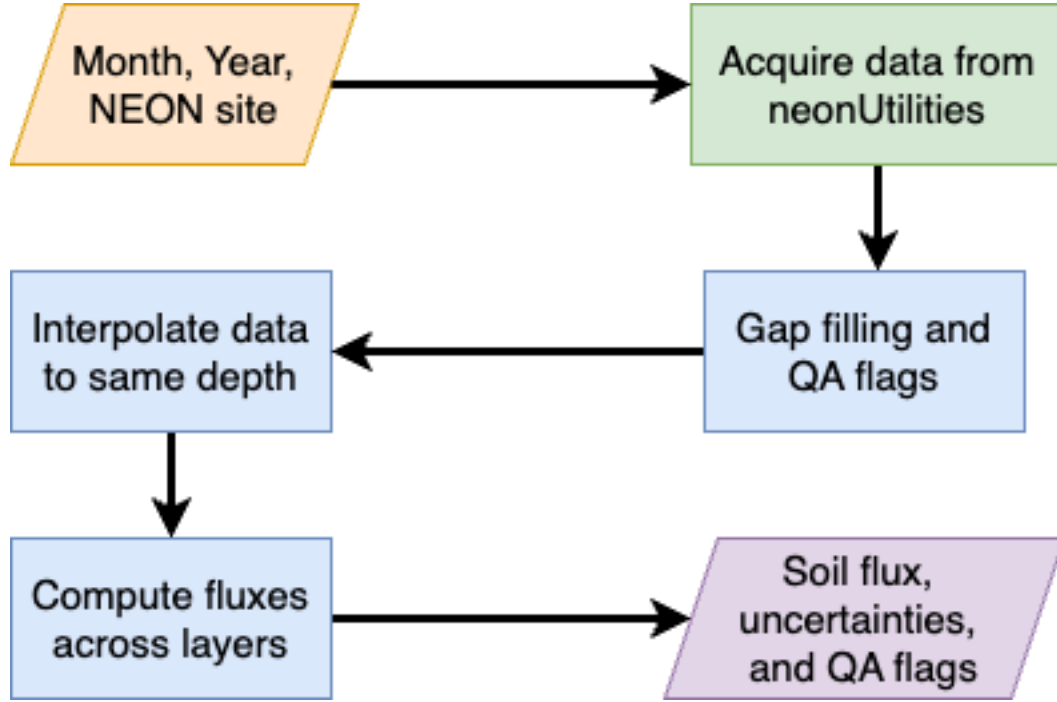 Month, Year,
NEON site
Acquire data from
neonUtilities
Gap filling and
QA flags
Interpolate data
to same depth
Compute fluxes
across layers
Soil flux,
uncertainties,
and QA flags